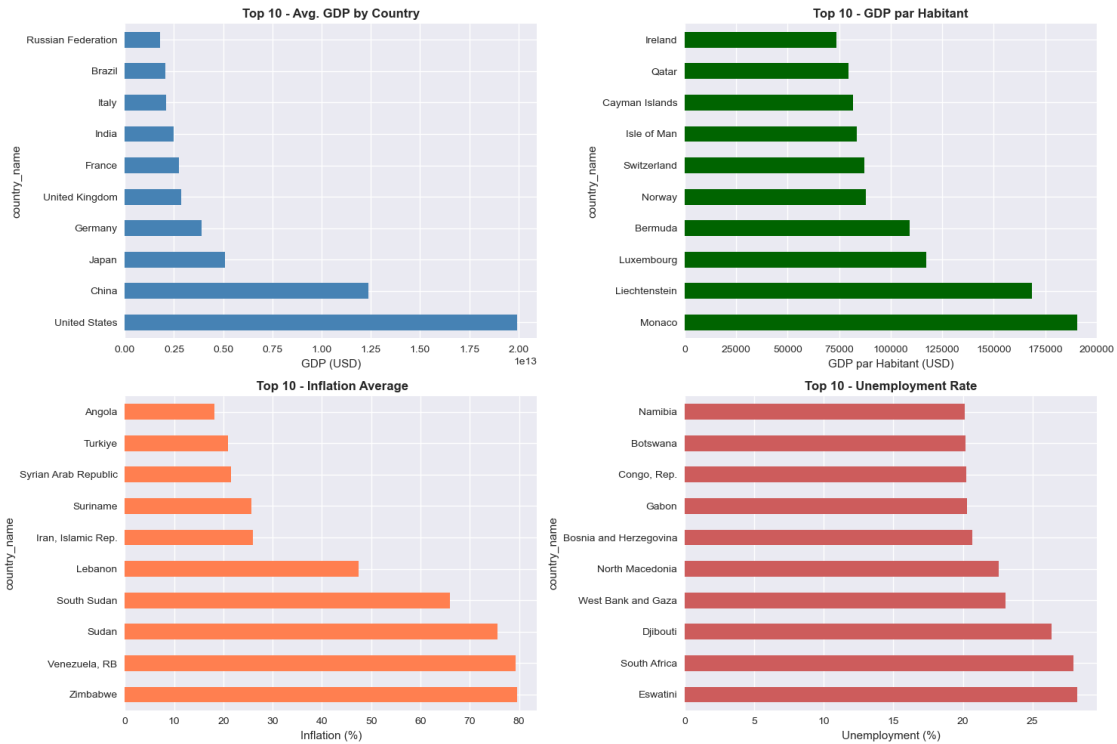 Top 10 - Avg. GDP by Country
country_name
Russian Federation
Brazil
Italy
India
France
United Kingdom
Germany
Japan
China
United States
0.00 0.25 0.50 0.75 1.00 1.25 1.50 1.75 2.00
1e13
GDP (USD)
Top 10 - GDP par Habitant
country_name
Ireland
Qatar
Cayman Islands
Isle of Man
Switzerland
Norway
Bermuda
Luxembourg
Liechtenstein
Monaco
0 25000 50000 75000 100000 125000 150000 175000 200000
GDP par Habitant (USD)
Top 10 - Inflation Average
country_name
Angola
Turkiye
Syrian Arab Republic
Suriname
Iran, Islamic Rep.
Lebanon
South Sudan
Sudan
Venezuela, RB
Zimbabwe
0 10 20 30 40 50 60 70 80
Inflation (%)
Top 10 - Unemployment Rate
country_name
Namibia
Botswana
Congo, Rep.
Gabon
Bosnia and Herzegovina
North Macedonia
West Bank and Gaza
Djibouti
South Africa
Eswatini
0 5 10 15 20 25
Unemployment (%)